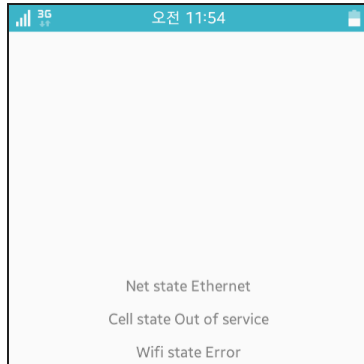 3G
오전 11:54
Net state Ethernet
Cell state Out of service
Wifi state Error